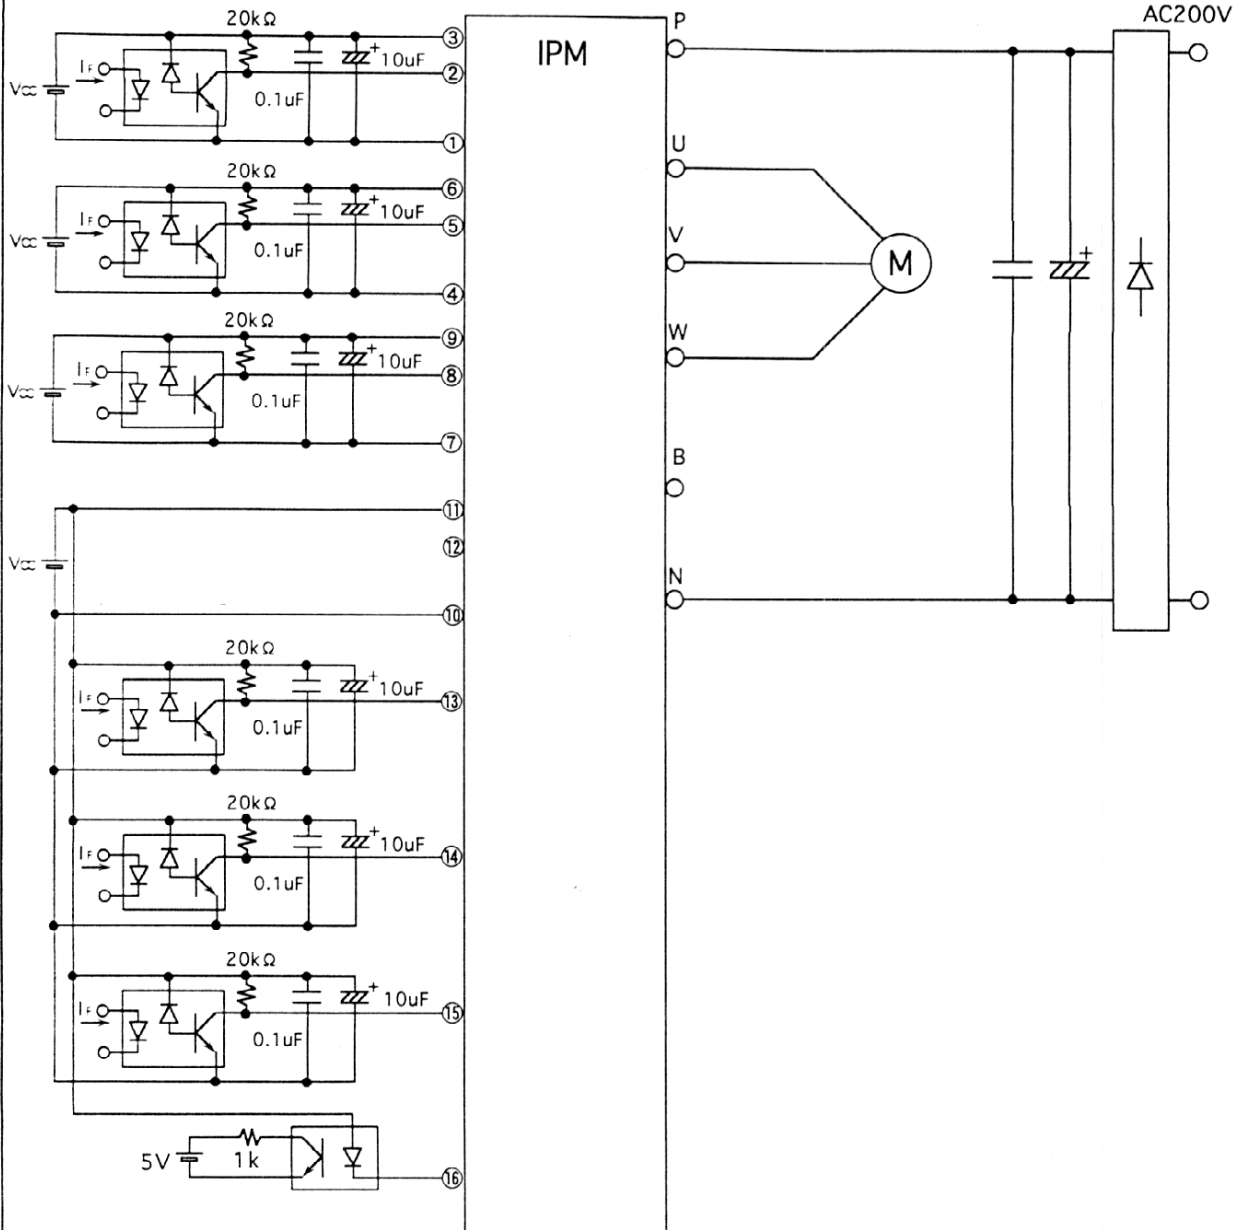 20kΩ
IPM
P
AC200V
③
+
10uF
IF
②
Vcc
0.1uF
①
U
20kΩ
⑥
+
10uF
IF
⑤
Vcc
0.1uF
V
M
+
④
20kΩ
⑨
W
+
10uF
IF
⑧
Vcc
0.1uF
⑦
B
⑪
⑫
Vcc
N
⑩
20kΩ
+
10uF
IF
⑬
0.1uF
20kΩ
+
10uF
IF
⑭
0.1uF
20kΩ
+
10uF
IF
⑮
0.1uF
5V
1k
⑯